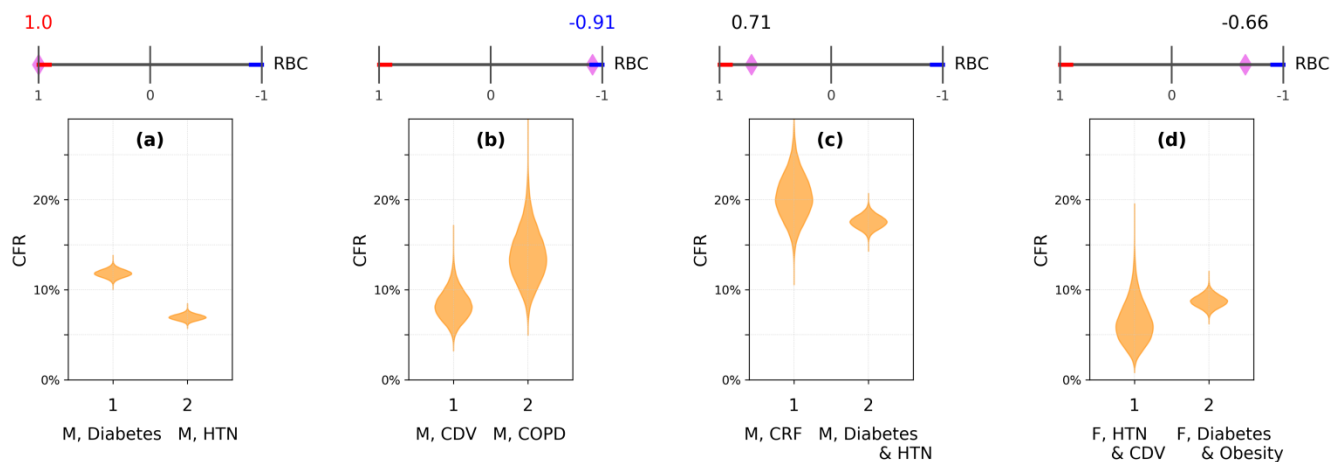 1.0
-0.91
0.71
-0.66
RBC
RBC
RBC
RBC
1 0 -1
1 0 -1
1 0 -1
1 0 -1
(a)
(b)
(c)
(d)
CFR
20%
10%
0%
CFR
20%
10%
0%
CFR
20%
10%
0%
CFR
20%
10%
0%
1 2
1 2
1 2
1 2
M, Diabetes
M, HTN
M, CDV
M, COPD
M, CRF
M, Diabetes
& HTN
F, HTN
& CDV
F, Diabetes
& Obesity